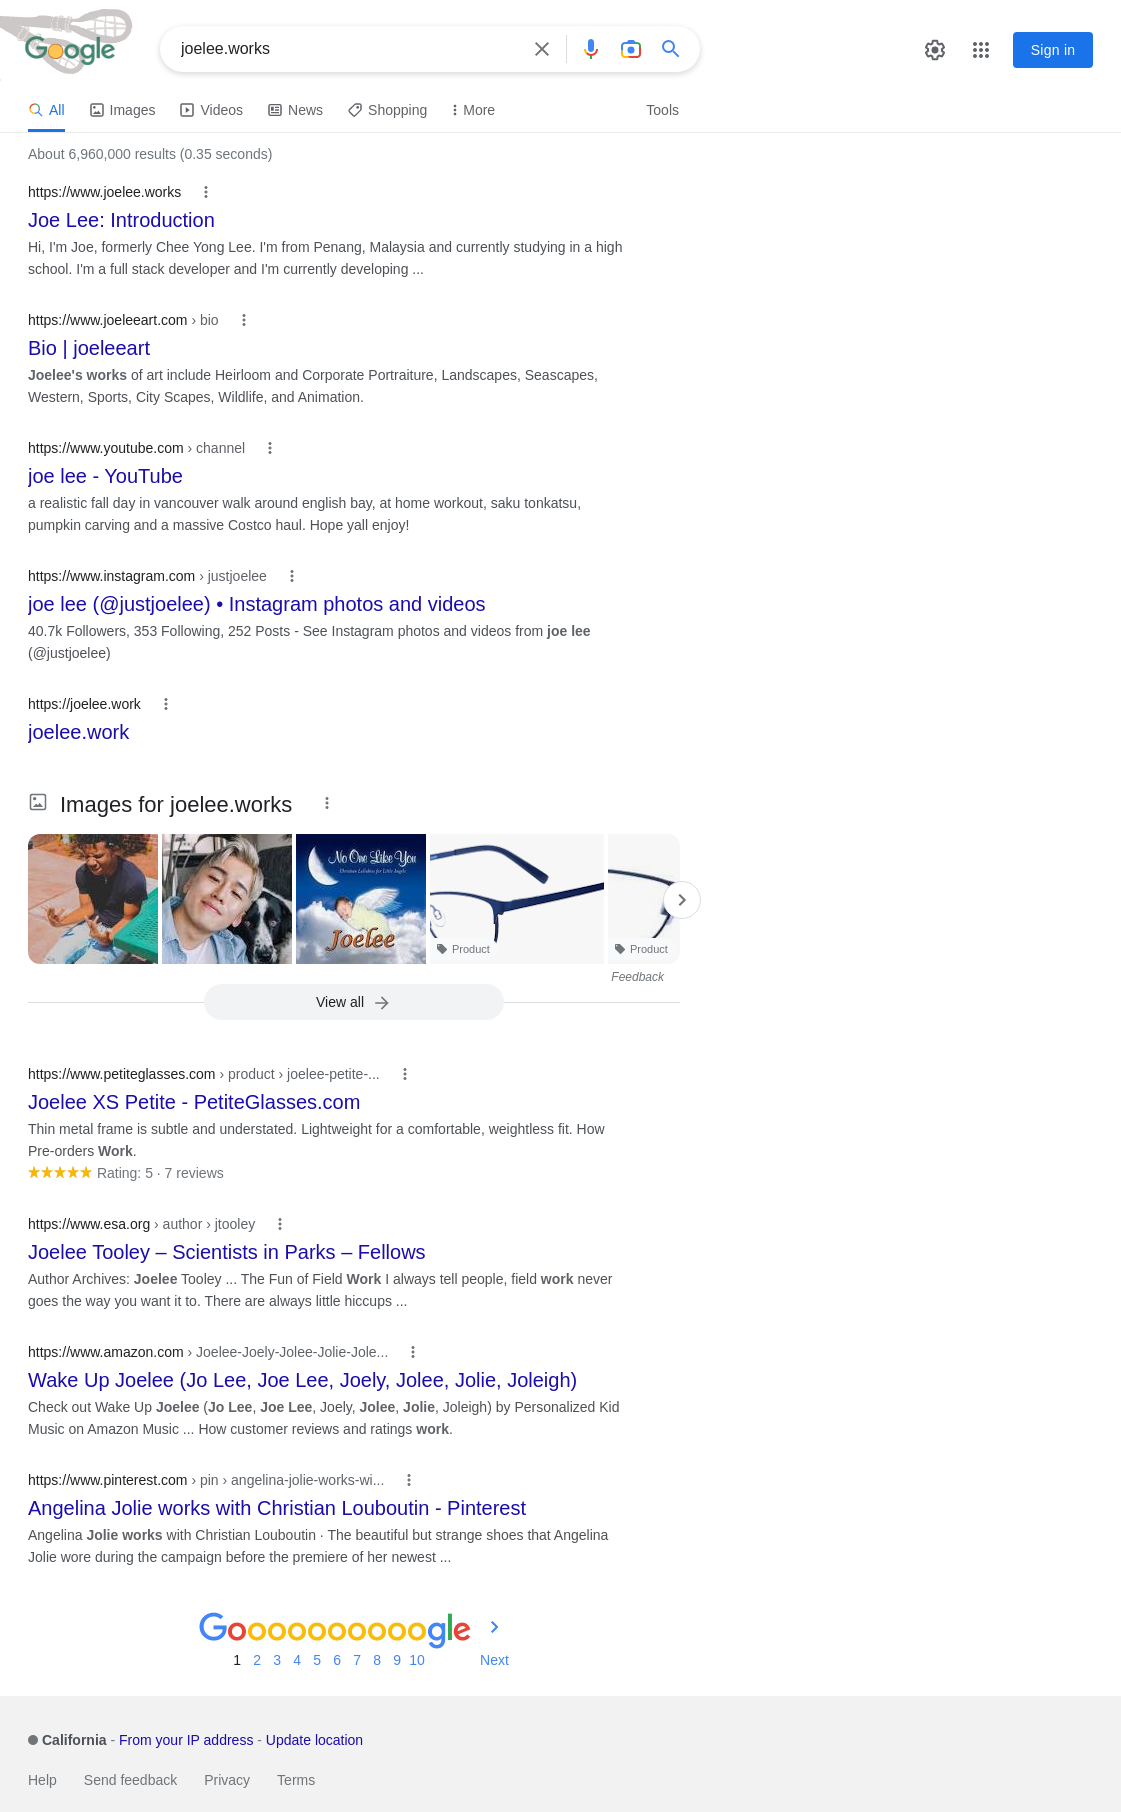 Google
joelee.works
Sign in
All
Images
Videos
News
Shopping
More
Tools
About 6,960,000 results (0.35 seconds)
https://www.joelee.works
Joe Lee: Introduction
Hi, I'm Joe, formerly Chee Yong Lee. I'm from Penang, Malaysia and currently studying in a high
school. I'm a full stack developer and I'm currently developing ...
https://www.joeleeart.com › bio
Bio | joeleeart
Joelee's works of art include Heirloom and Corporate Portraiture, Landscapes, Seascapes,
Western, Sports, City Scapes, Wildlife, and Animation.
https://www.youtube.com › channel
joe lee - YouTube
a realistic fall day in vancouver walk around english bay, at home workout, saku tonkatsu,
pumpkin carving and a massive Costco haul. Hope yall enjoy!
https://www.instagram.com › justjoelee
joe lee (@justjoelee) • Instagram photos and videos
40.7k Followers, 353 Following, 252 Posts - See Instagram photos and videos from joe lee
(@justjoelee)
https://joelee.work
joelee.work
Images for joelee.works
No One Like You
Christian Lullabies for Little Angels
Joelee
Product
Product
Feedback
View all
https://www.petiteglasses.com › product › joelee-petite-...
Joelee XS Petite - PetiteGlasses.com
Thin metal frame is subtle and understated. Lightweight for a comfortable, weightless fit. How
Pre-orders Work.
Rating: 5 · 7 reviews
https://www.esa.org › author › jtooley
Joelee Tooley – Scientists in Parks – Fellows
Author Archives: Joelee Tooley ... The Fun of Field Work I always tell people, field work never
goes the way you want it to. There are always little hiccups ...
https://www.amazon.com › Joelee-Joely-Jolee-Jolie-Jole...
Wake Up Joelee (Jo Lee, Joe Lee, Joely, Jolee, Jolie, Joleigh)
Check out Wake Up Joelee (Jo Lee, Joe Lee, Joely, Jolee, Jolie, Joleigh) by Personalized Kid
Music on Amazon Music ... How customer reviews and ratings work.
https://www.pinterest.com › pin › angelina-jolie-works-wi...
Angelina Jolie works with Christian Louboutin - Pinterest
Angelina Jolie works with Christian Louboutin · The beautiful but strange shoes that Angelina
Jolie wore during the campaign before the premiere of her newest ...
Goooooooooogle
1 2 3 4 5 6 7 8 9 10 Next
California - From your IP address - Update location
Help Send feedback Privacy Terms